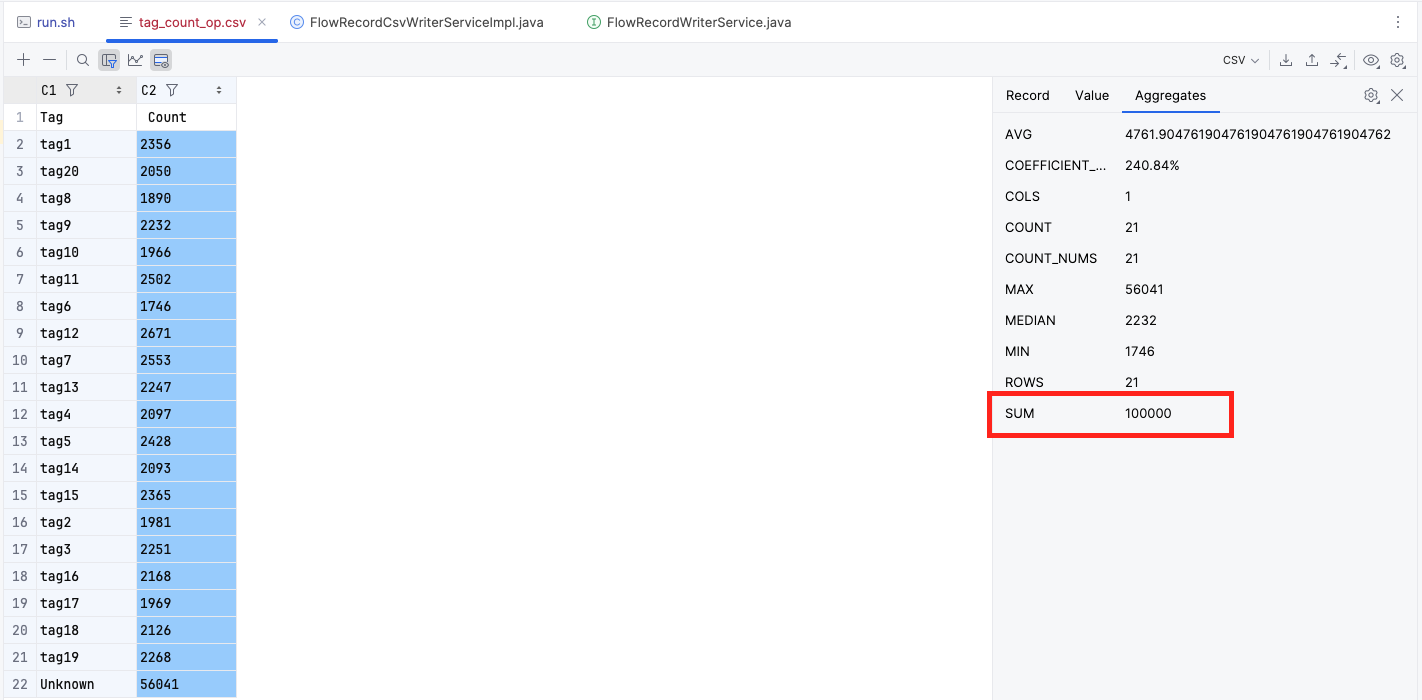 run.sh tag_count_op.csv FlowRecordCsvWriterServiceImpl.java FlowRecordWriterService.java
CSV
C1 C2
1 Tag Count
2 tag1 2356
3 tag20 2050
4 tag8 1890
5 tag9 2232
6 tag10 1966
7 tag11 2502
8 tag6 1746
9 tag12 2671
10 tag7 2553
11 tag13 2247
12 tag4 2097
13 tag5 2428
14 tag14 2093
15 tag15 2365
16 tag2 1981
17 tag3 2251
18 tag16 2168
19 tag17 1969
20 tag18 2126
21 tag19 2268
22 Unknown 56041
Record Value Aggregates
AVG 4761.904761904761904761904761904762
COEFFICIENT_... 240.84%
COLS 1
COUNT 21
COUNT_NUMS 21
MAX 56041
MEDIAN 2232
MIN 1746
ROWS 21
SUM 100000